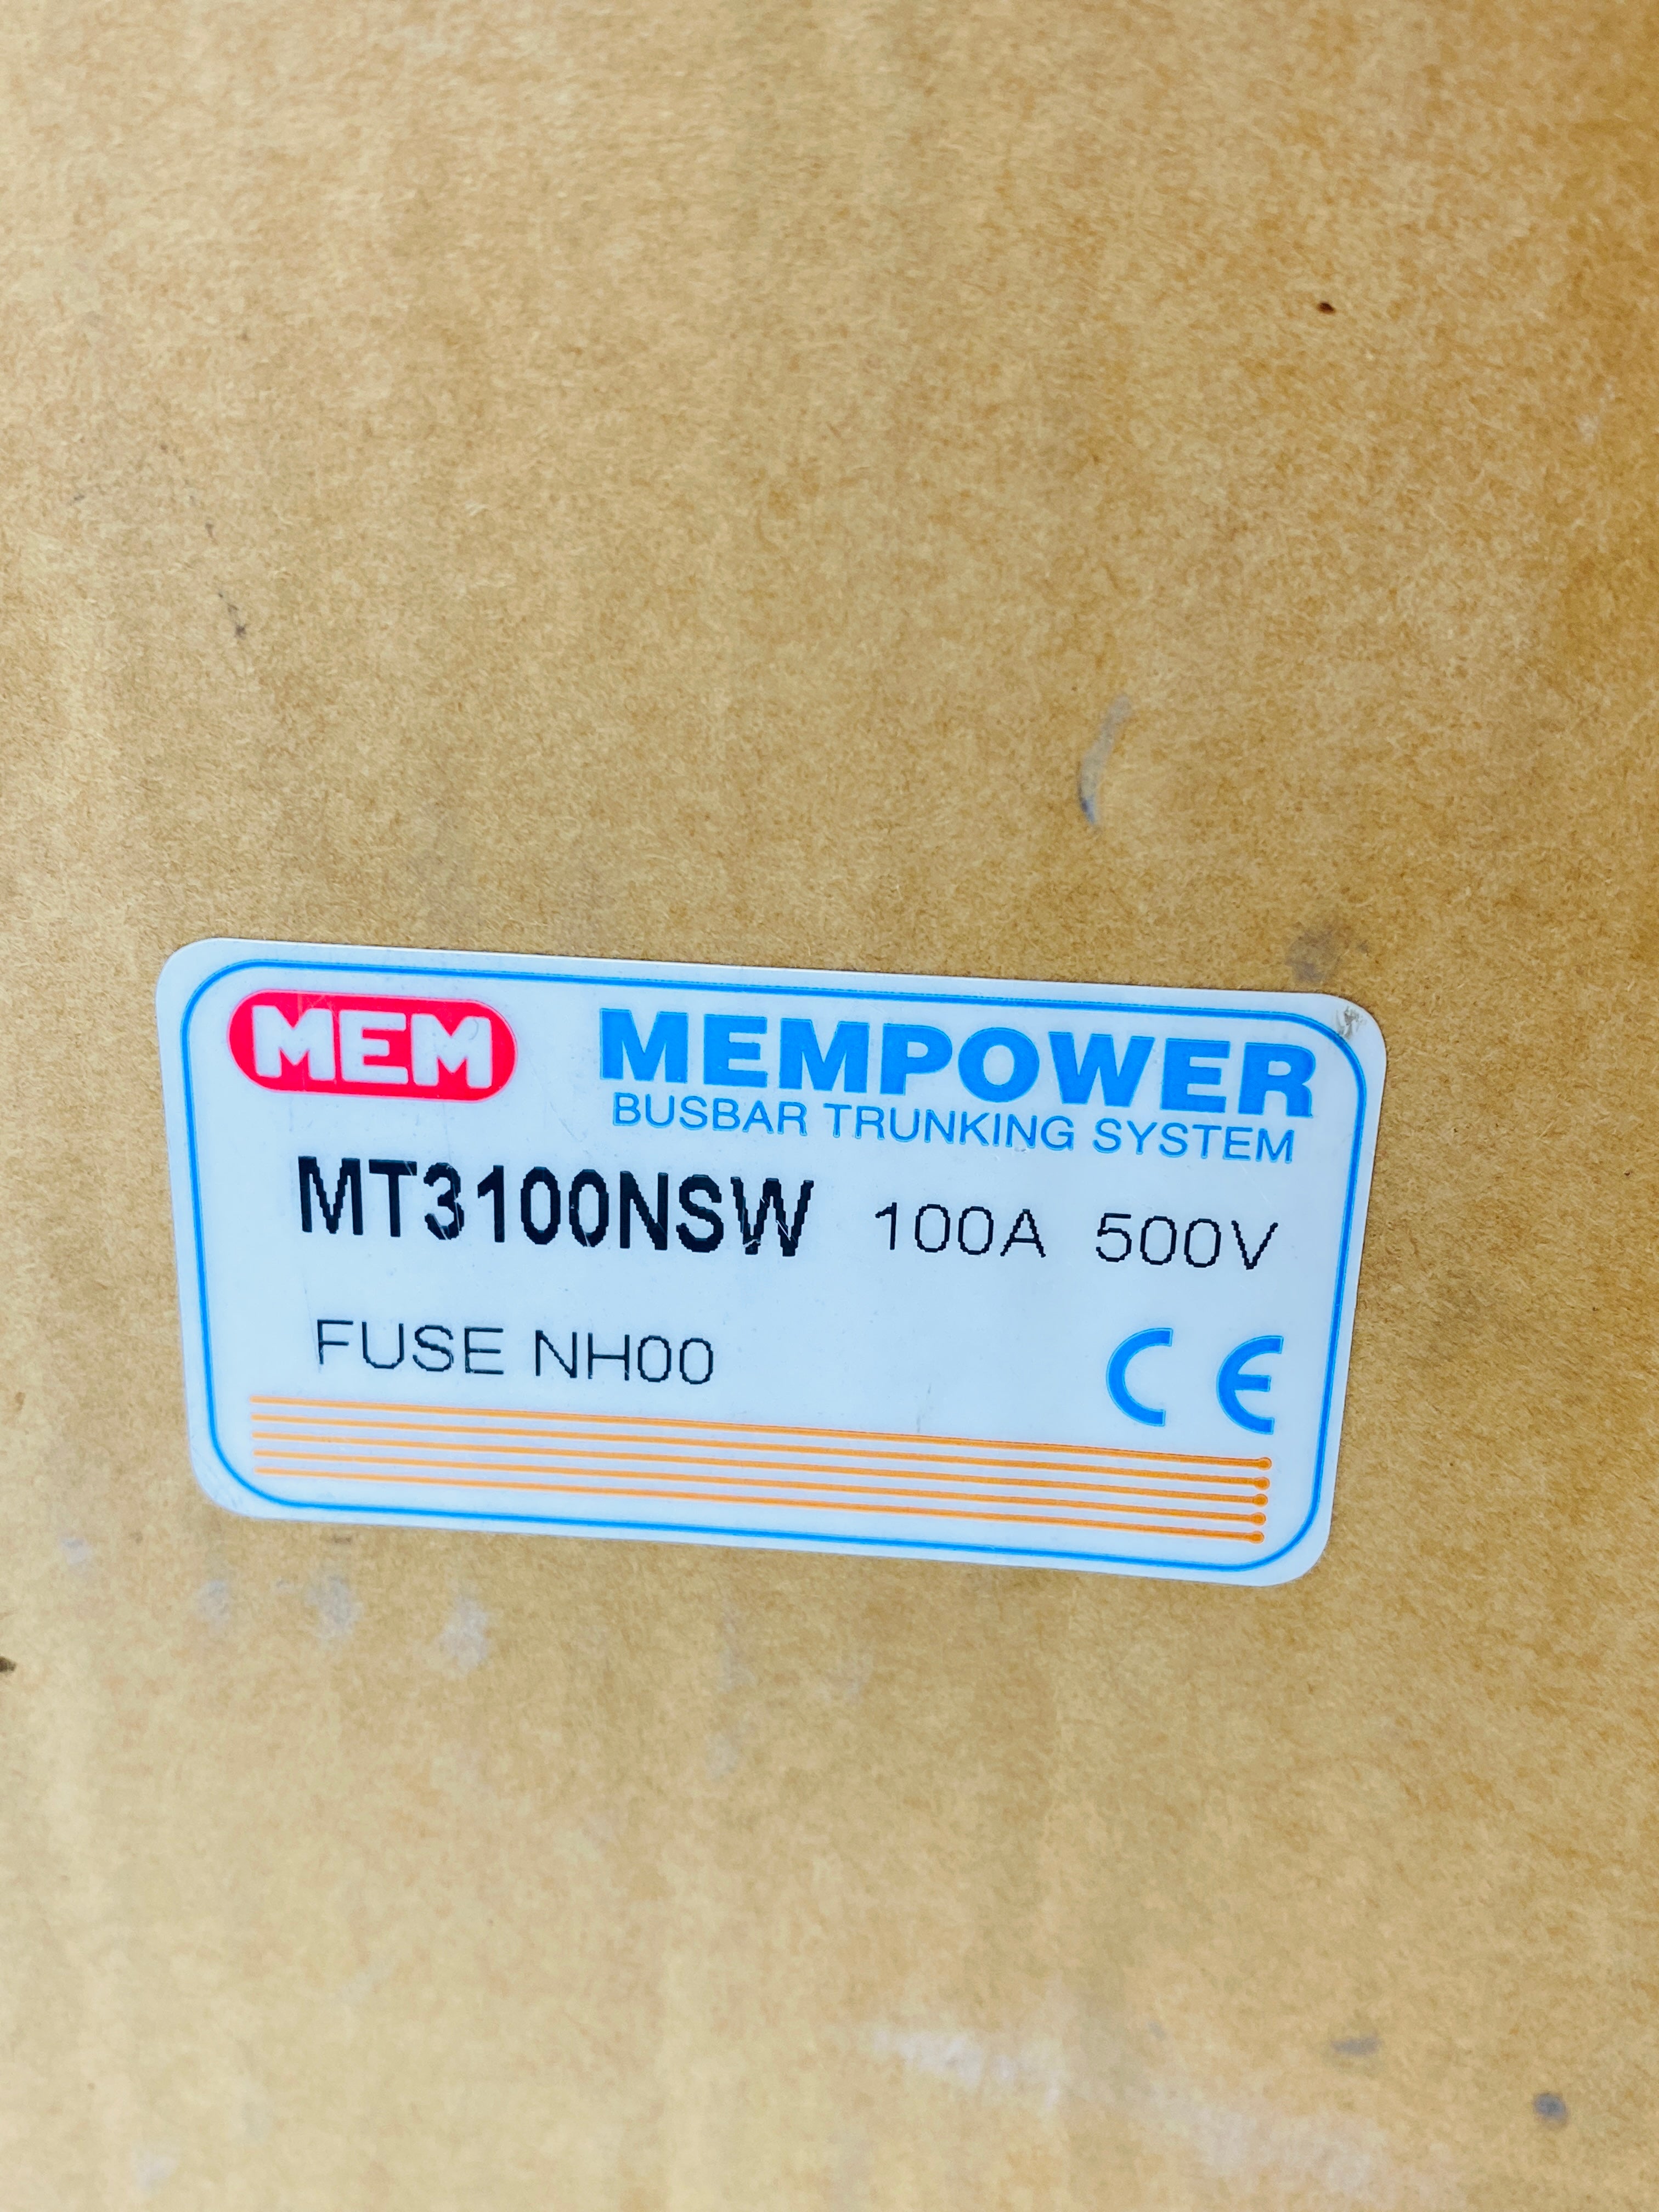 MEM MEMPOWER
BUSBAR TRUNKING SYSTEM
MT3100NSW 100A 500V
FUSE NH00
CE